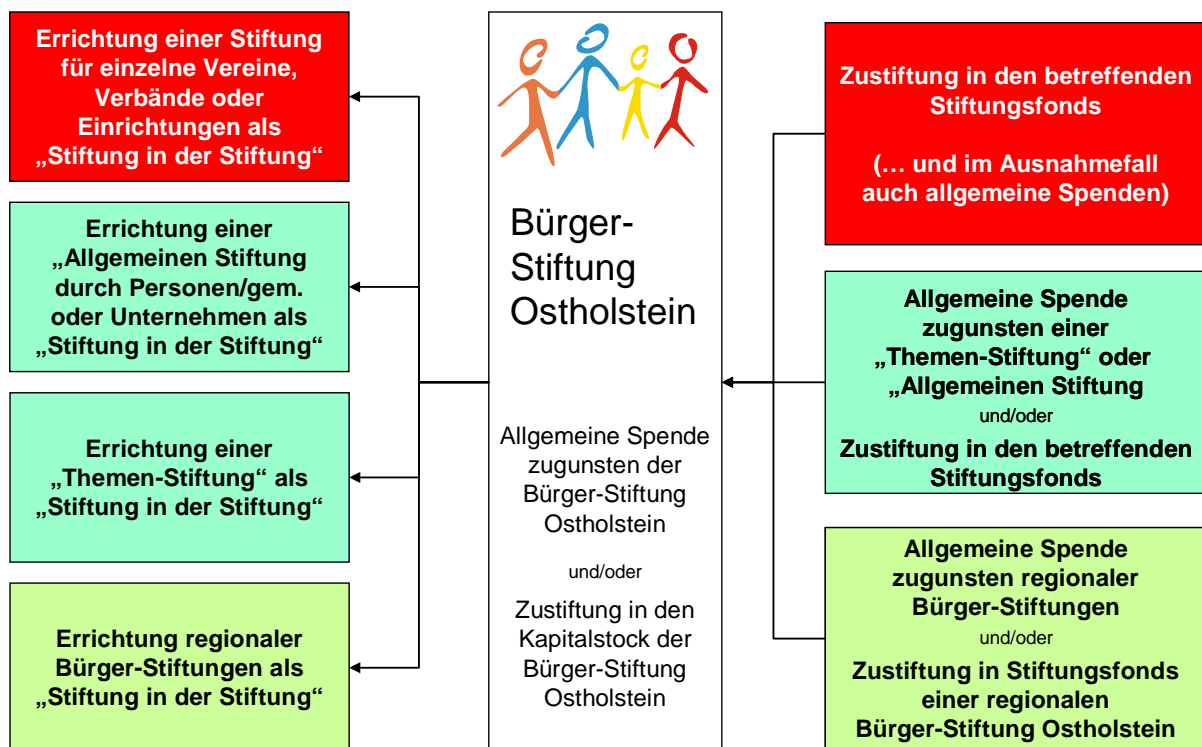 Errichtung einer Stiftung
für einzelne Vereine,
Verbände oder
Einrichtungen als
„Stiftung in der Stiftung“
Errichtung einer
„Allgemeinen Stiftung
durch Personen/gem.
oder Unternehmen als
„Stiftung in der Stiftung“
Errichtung einer
„Themen-Stiftung“ als
„Stiftung in der Stiftung“
Errichtung regionaler
Bürger-Stiftungen als
„Stiftung in der Stiftung“
Bürger-
Stiftung
Ostholstein
Allgemeine Spende
zugunsten der
Bürger-Stiftung
Ostholstein
und/oder
Zustiftung in den
Kapitalstock der
Bürger-Stiftung
Ostholstein
Zustiftung in den betreffenden
Stiftungsfonds
(… und im Ausnahmefall
auch allgemeine Spenden)
Allgemeine Spende
zugunsten einer
„Themen-Stiftung“ oder
„Allgemeinen Stiftung
und/oder
Zustiftung in den betreffenden
Stiftungsfonds
Allgemeine Spende
zugunsten regionaler
Bürger-Stiftungen
und/oder
Zustiftung in Stiftungsfonds
einer regionalen
Bürger-Stiftung Ostholstein